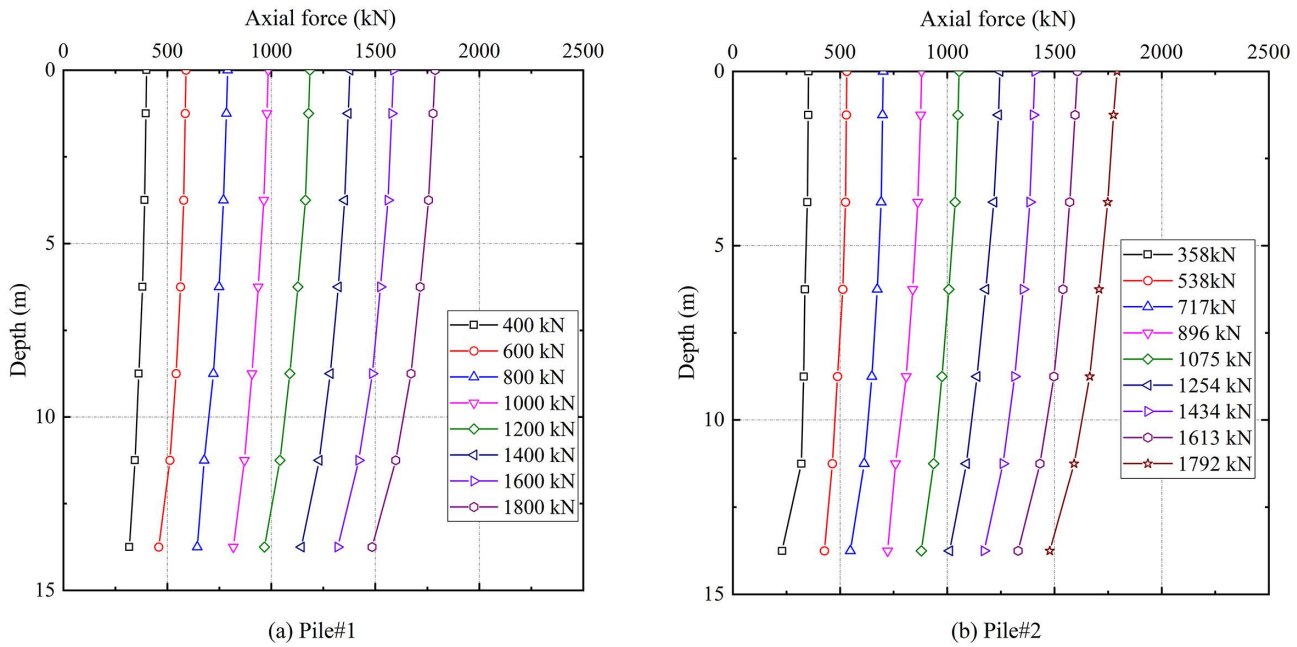 Axial force (kN)
0 500 1000 1500 2000 2500
0
5
10
15
Depth (m)
400 kN
600 kN
800 kN
1000 kN
1200 kN
1400 kN
1600 kN
1800 kN
(a) Pile#1
Axial force (kN)
0 500 1000 1500 2000 2500
0
5
10
15
Depth (m)
358kN
538kN
717kN
896 kN
1075 kN
1254 kN
1434 kN
1613 kN
1792 kN
(b) Pile#2